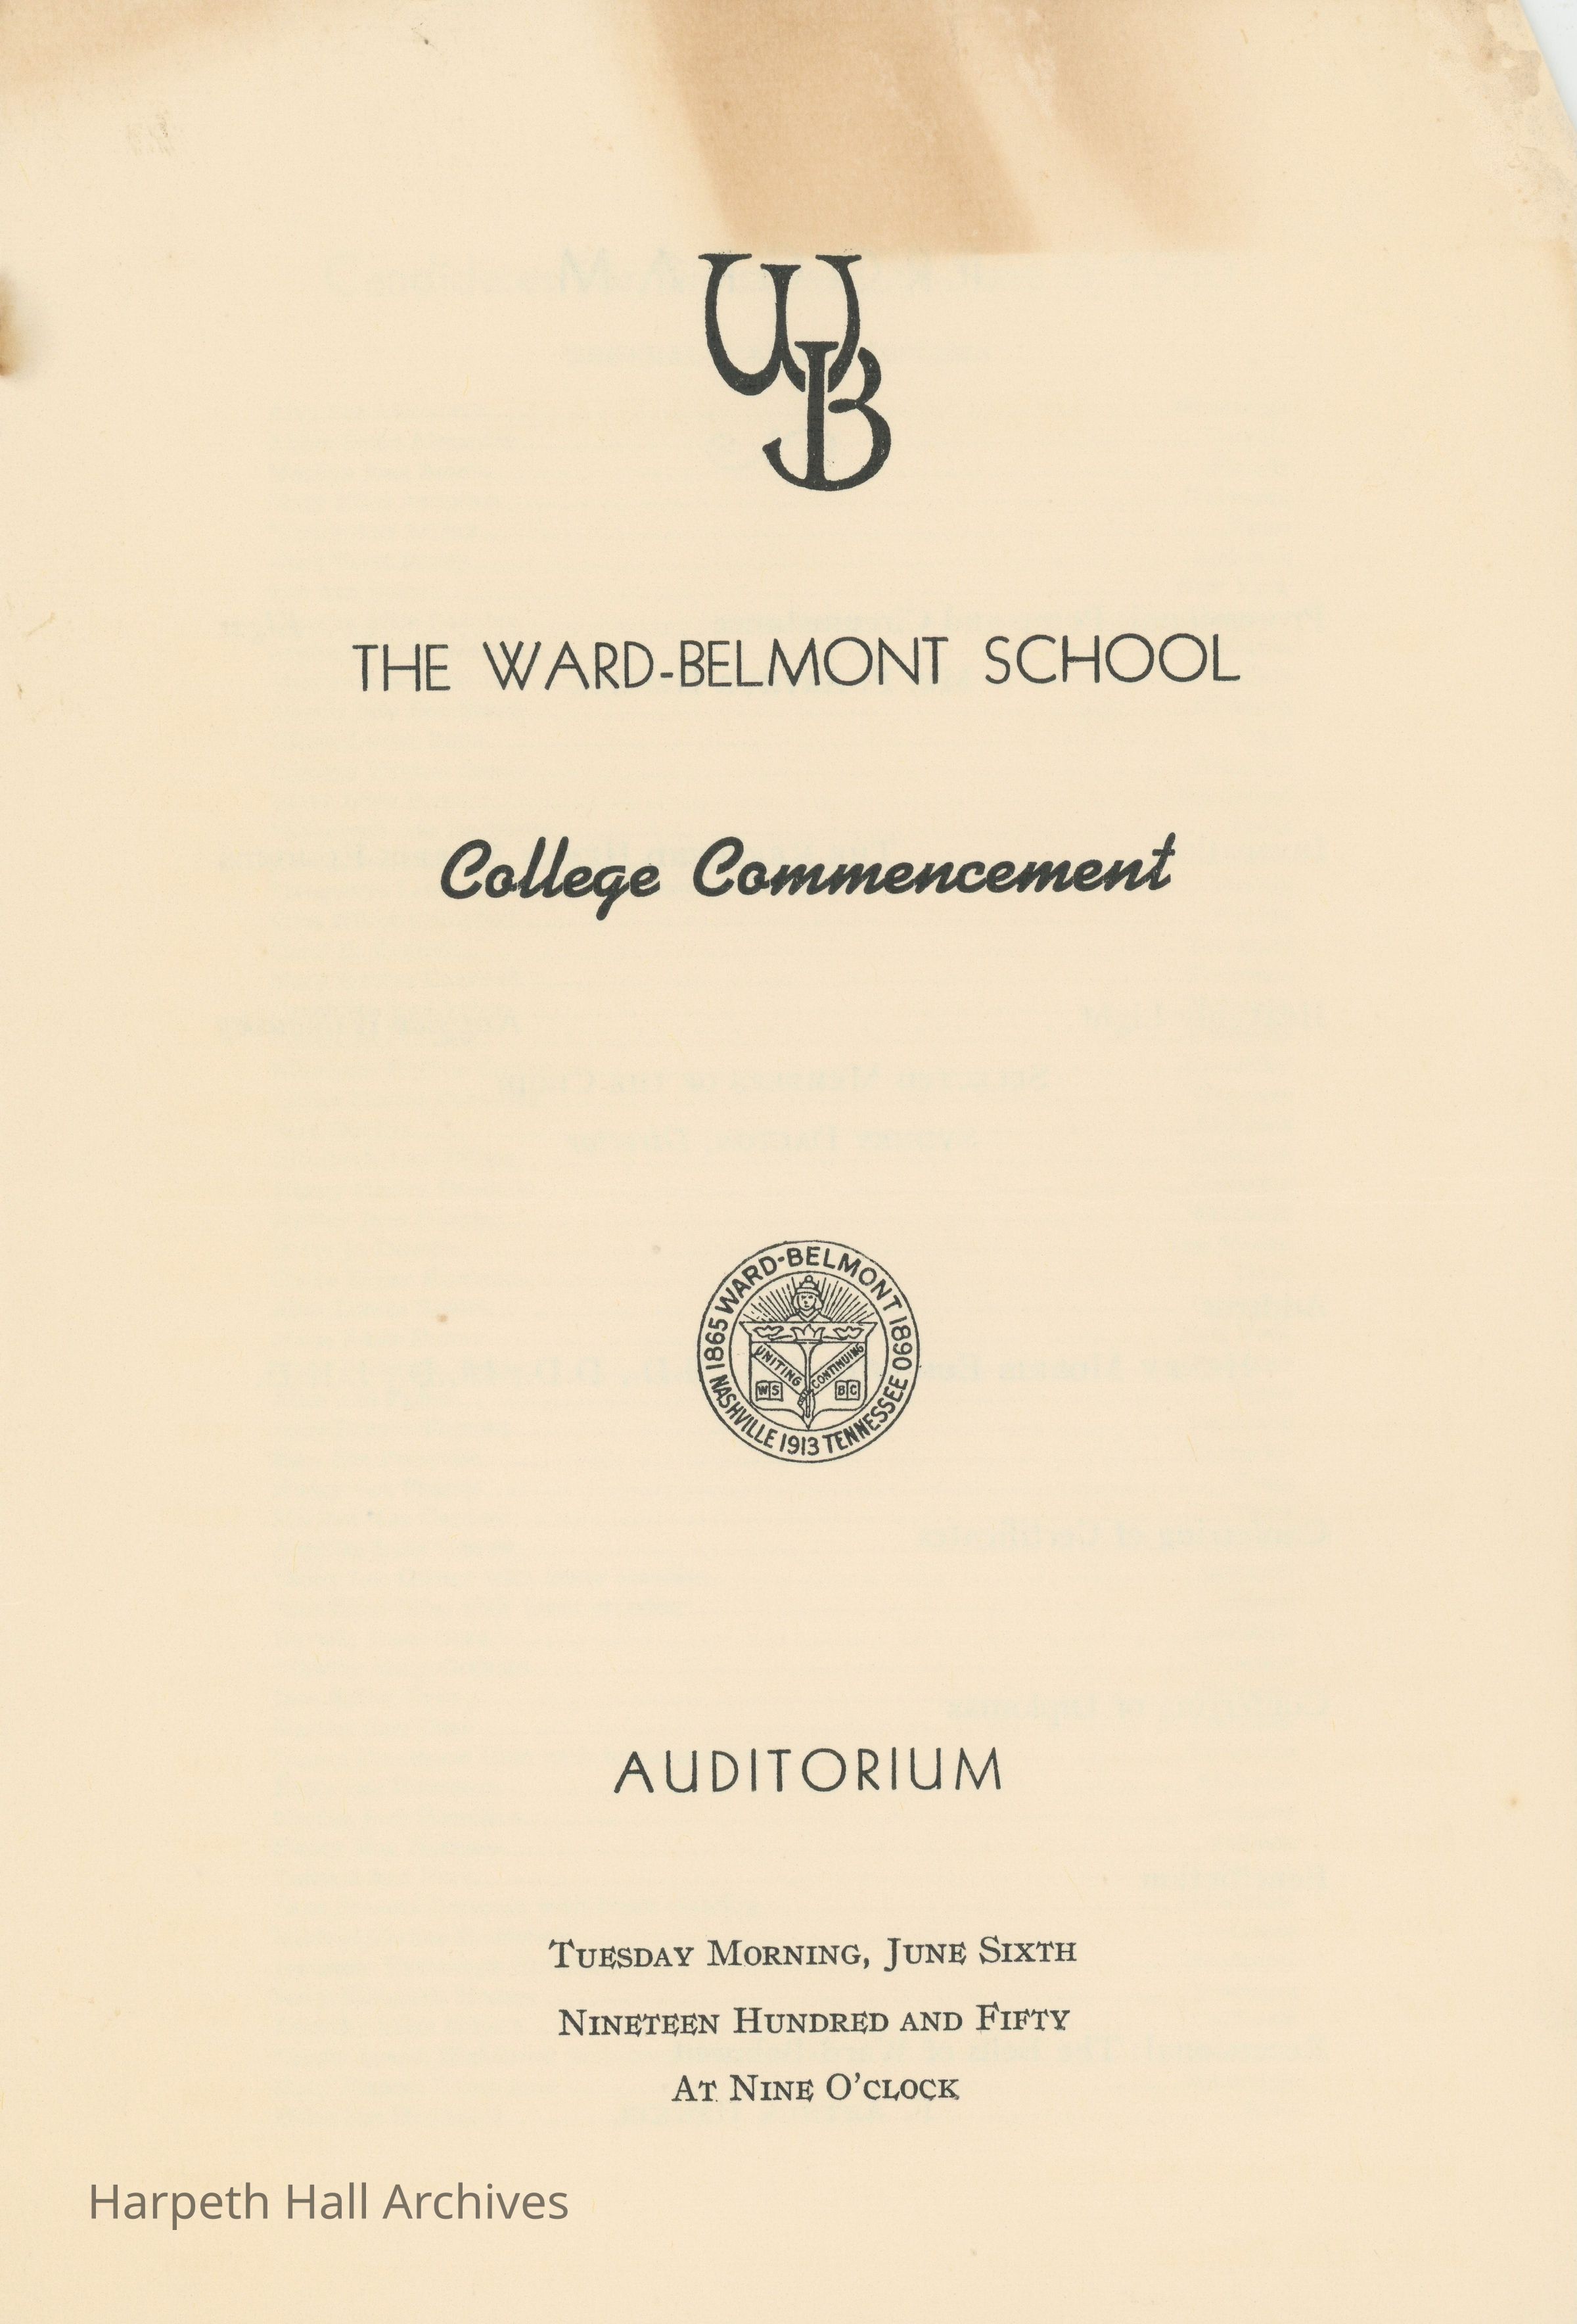 WB
THE WARD-BELMONT SCHOOL
College Commencement
WARD-BELMONT
1865
1890
UNITING
CONTINUING
WS
BC
NASHVILLE 1913 TENNESSEE
AUDITORIUM
Tuesday Morning, June Sixth
Nineteen Hundred and Fifty
At Nine O'clock
Harpeth Hall Archives